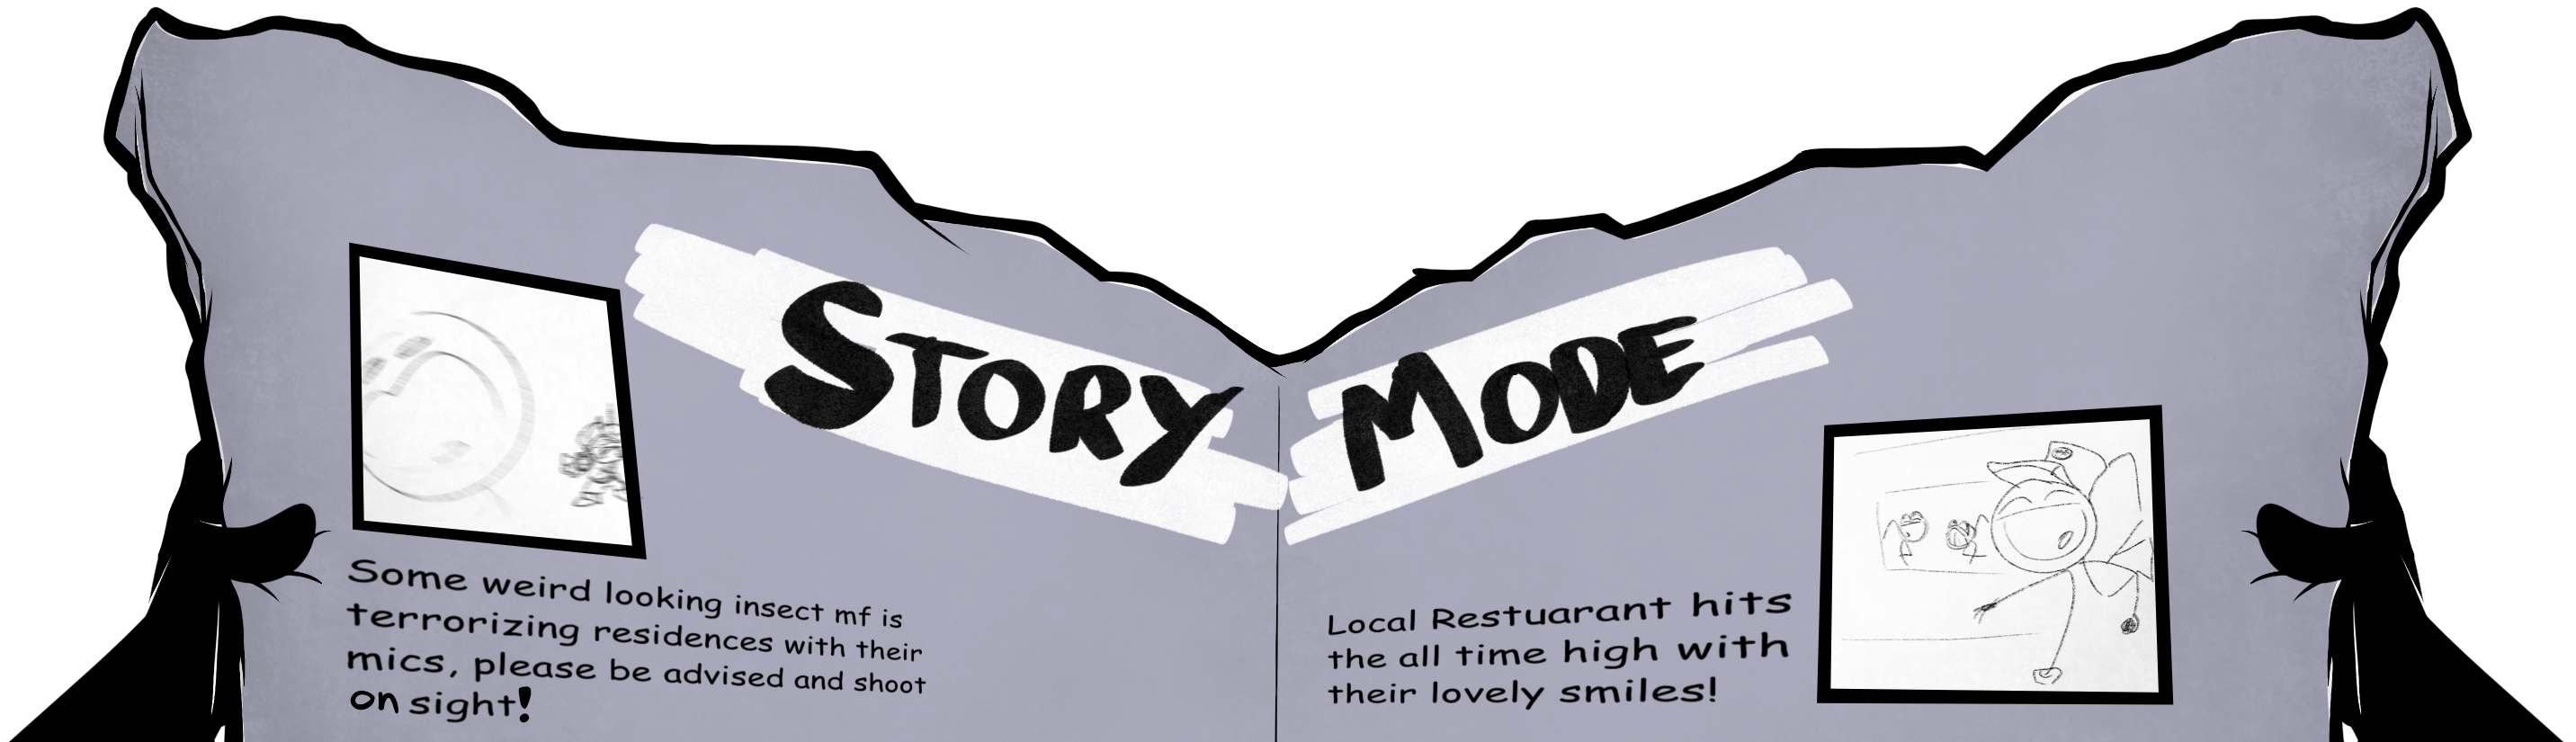 STORY MODE
Some weird looking insect mf is
terrorizing residences with their
mics, please be advised and shoot
on sight!
Local Restuarant hits
the all time high with
their lovely smiles!